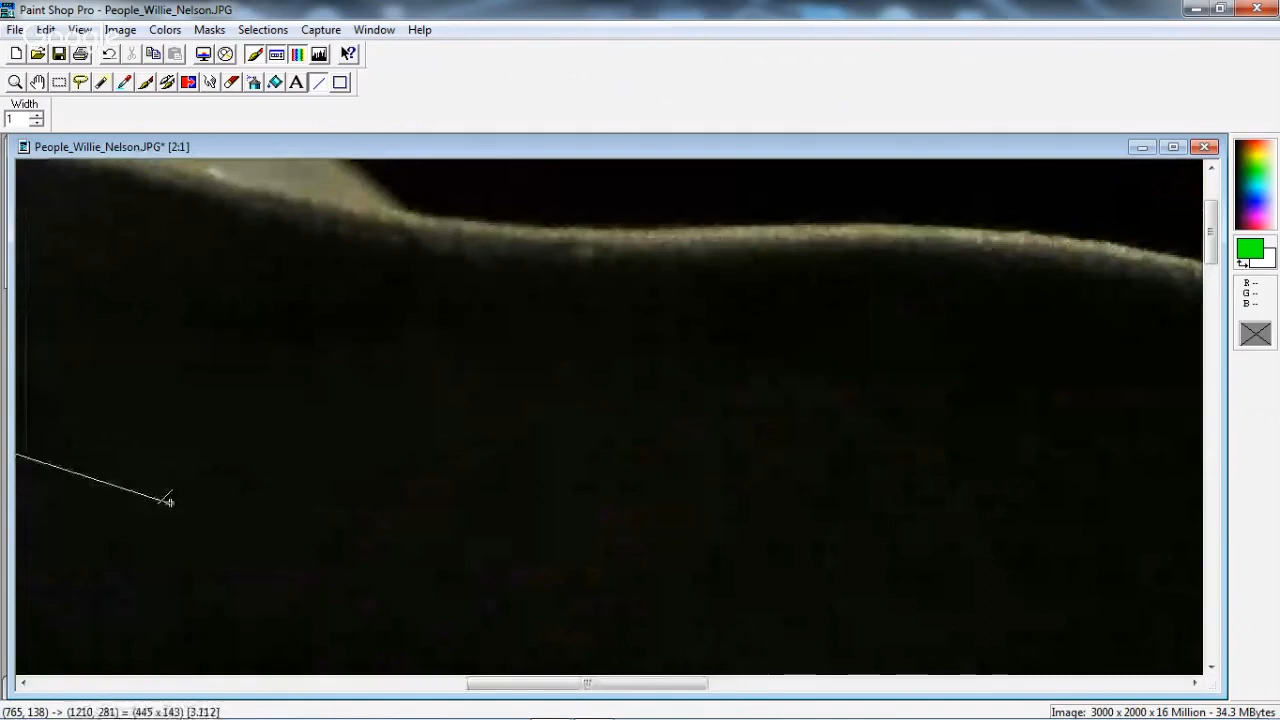 Paint Shop Pro - People_Willie_Nelson.JPG
File Edit View Image Colors Masks Selections Capture Window Help
Google
A
Width
1
People_Willie_Nelson.JPG* [2:1]
R --
G --
B --
(765, 138) -> (1210, 281) = (445 x 143) [3.112]
Image: 3000 x 2000 x 16 Million - 34.3 MBytes